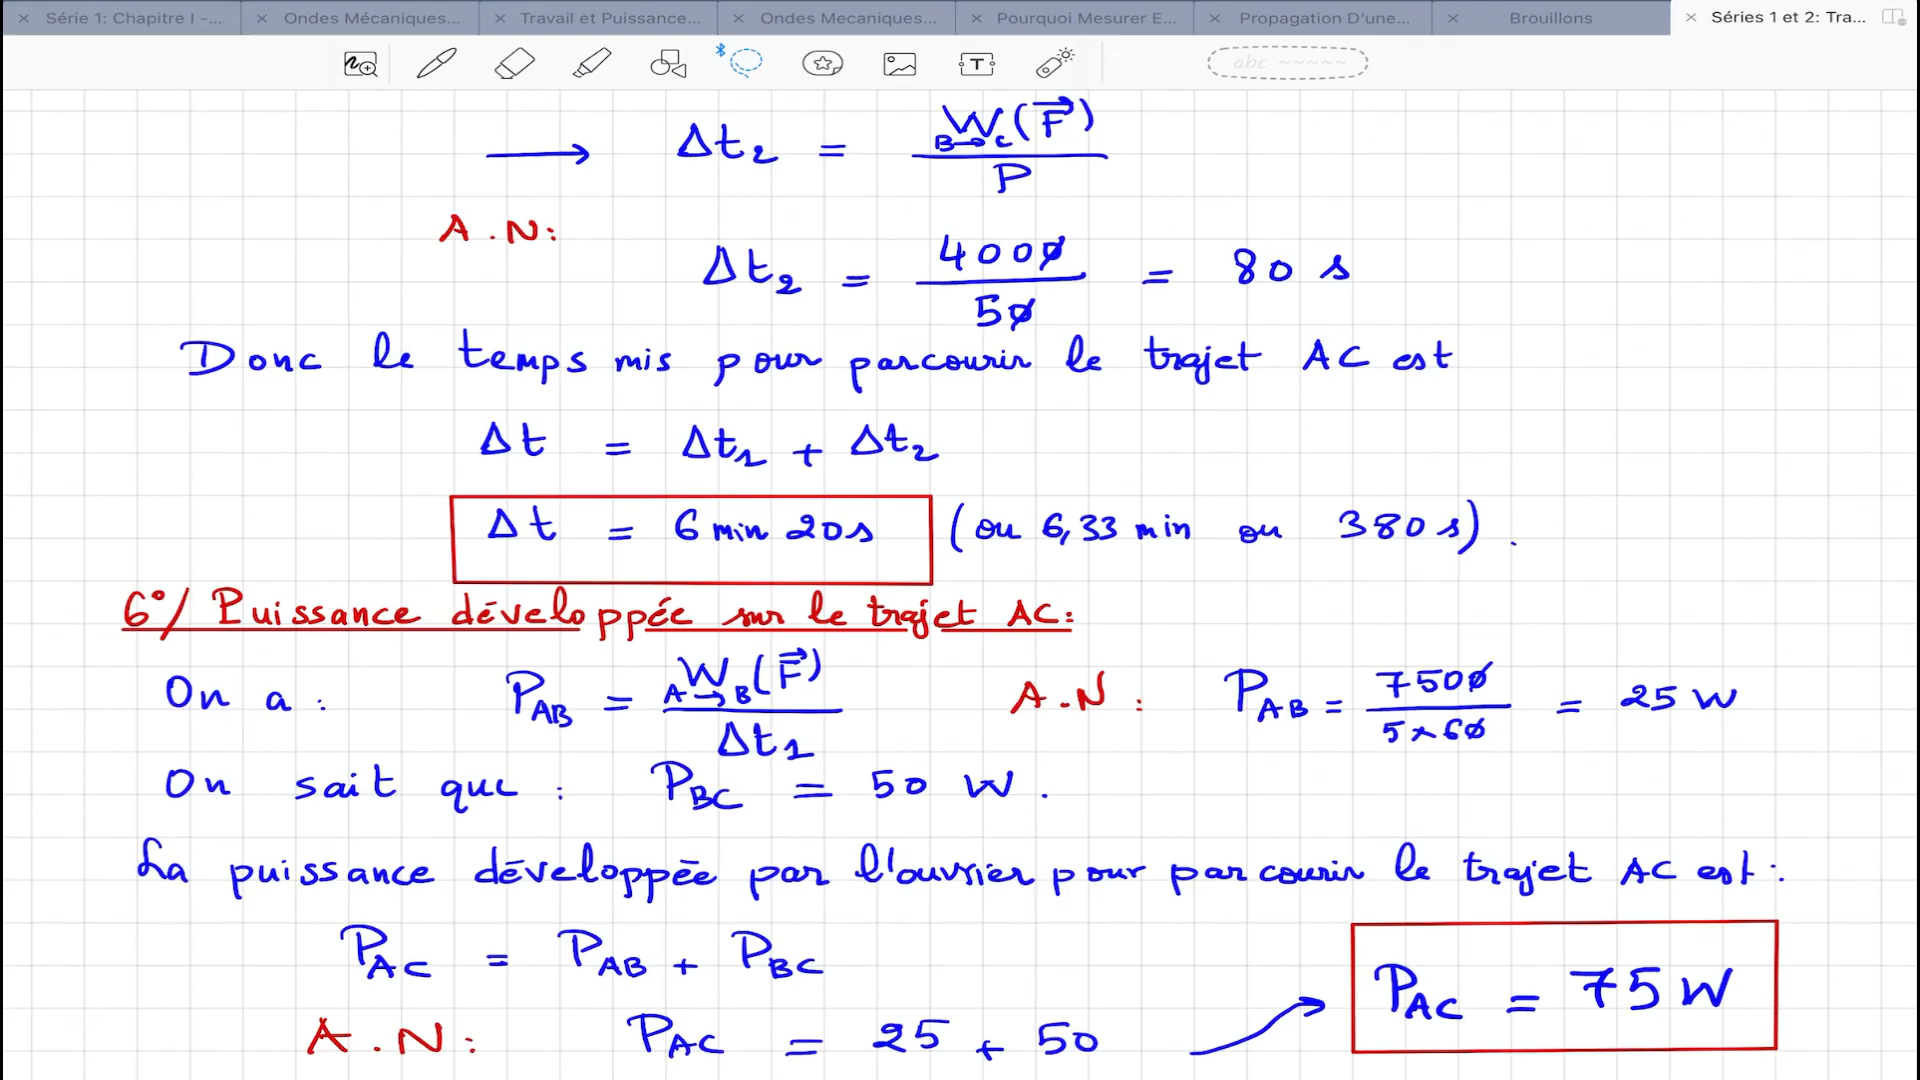 Série 1: Chapitre I -... Ondes Mécaniques... Travail et Puissance... Ondes Mecaniques... Pourquoi Mesurer E... Propagation D'une... Brouillons Séries 1 et 2: Tra...
abc ~~~~~
⟶ Δt₂ = W_{B→C}(F⃗) / P
A.N: Δt₂ = 4000 / 50 = 80 s
Donc le temps mis pour parcourir le trajet AC est
Δt = Δt₁ + Δt₂
Δt = 6 min 20s (ou 6,33 min ou 380 s).
6°/ Puissance développée sur le trajet AC:
On a: P_AB = W_{A→B}(F⃗) / Δt₁ A.N: P_AB = 7500 / 5×60 = 25 W
On sait que : P_BC = 50 W.
La puissance développée par l'ouvrier pour parcourir le trajet AC est:
P_AC = P_AB + P_BC
A.N: P_AC = 25 + 50
P_AC = 75 W